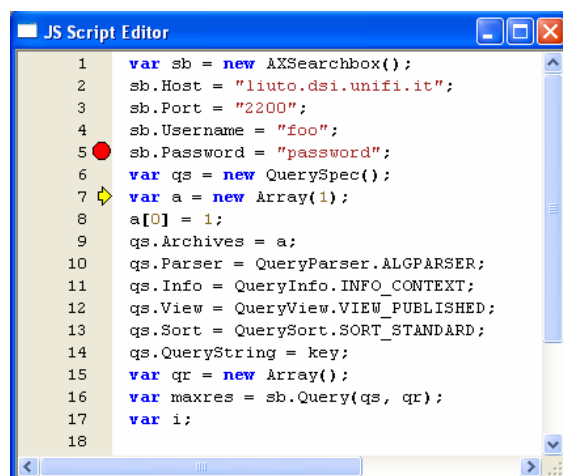 JS Script Editor
1 var sb = new AXSearchbox();
2 sb.Host = "liuto.dsi.unifi.it";
3 sb.Port = "2200";
4 sb.Username = "foo";
5 sb.Password = "password";
6 var qs = new QuerySpec();
7 var a = new Array(1);
8 a[0] = 1;
9 qs.Archives = a;
10 qs.Parser = QueryParser.ALGPARSER;
11 qs.Info = QueryInfo.INFO_CONTEXT;
12 qs.View = QueryView.VIEW_PUBLISHED;
13 qs.Sort = QuerySort.SORT_STANDARD;
14 qs.QueryString = key;
15 var qr = new Array();
16 var maxres = sb.Query(qs, qr);
17 var i;
18